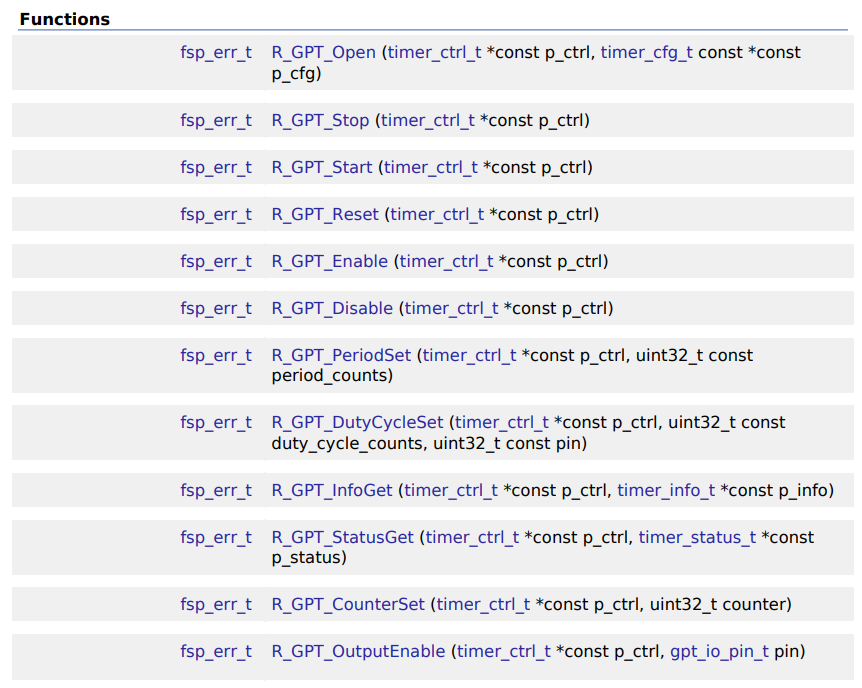 Functions
fsp_err_t R_GPT_Open (timer_ctrl_t *const p_ctrl, timer_cfg_t const *const
p_cfg)
fsp_err_t R_GPT_Stop (timer_ctrl_t *const p_ctrl)
fsp_err_t R_GPT_Start (timer_ctrl_t *const p_ctrl)
fsp_err_t R_GPT_Reset (timer_ctrl_t *const p_ctrl)
fsp_err_t R_GPT_Enable (timer_ctrl_t *const p_ctrl)
fsp_err_t R_GPT_Disable (timer_ctrl_t *const p_ctrl)
fsp_err_t R_GPT_PeriodSet (timer_ctrl_t *const p_ctrl, uint32_t const
period_counts)
fsp_err_t R_GPT_DutyCycleSet (timer_ctrl_t *const p_ctrl, uint32_t const
duty_cycle_counts, uint32_t const pin)
fsp_err_t R_GPT_InfoGet (timer_ctrl_t *const p_ctrl, timer_info_t *const p_info)
fsp_err_t R_GPT_StatusGet (timer_ctrl_t *const p_ctrl, timer_status_t *const
p_status)
fsp_err_t R_GPT_CounterSet (timer_ctrl_t *const p_ctrl, uint32_t counter)
fsp_err_t R_GPT_OutputEnable (timer_ctrl_t *const p_ctrl, gpt_io_pin_t pin)